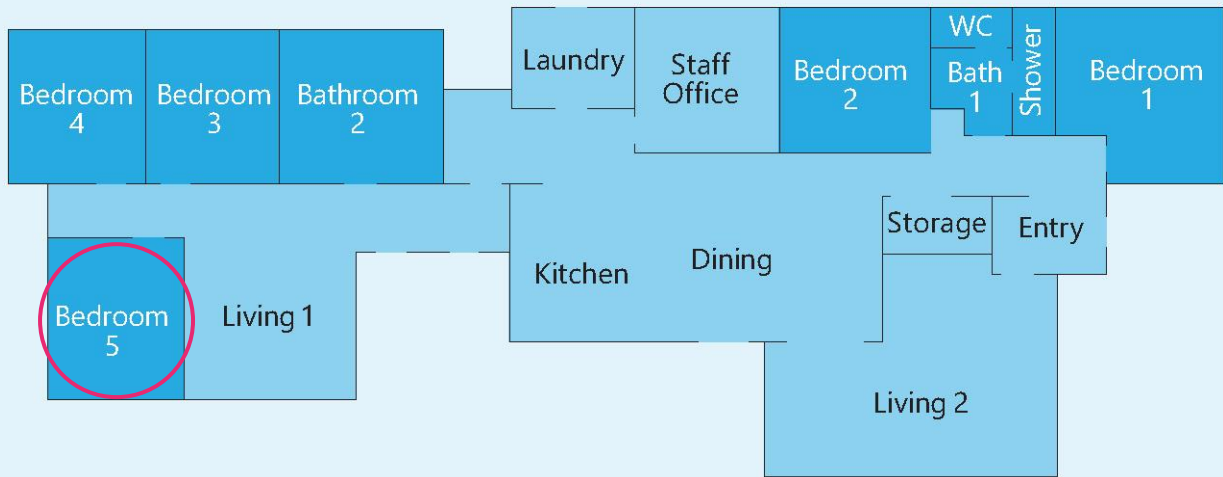 Bedroom
4
Bedroom
3
Bathroom
2
Laundry
Staff
Office
Bedroom
2
WC
Bath
1
Shower
Bedroom
1
Storage
Entry
Kitchen
Dining
Bedroom
5
Living 1
Living 2